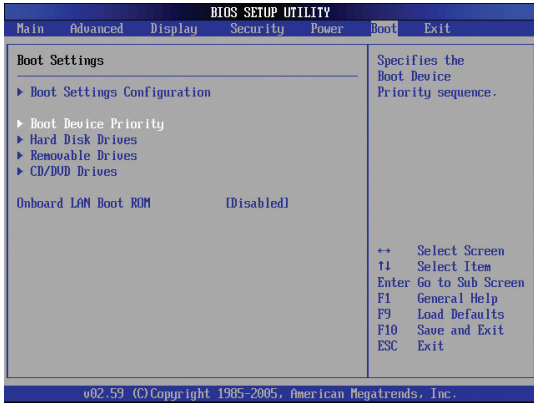 BIOS SETUP UTILITY
Main Advanced Display Security Power Boot Exit
Boot Settings
Boot Settings Configuration
Boot Device Priority
Hard Disk Drives
Removable Drives
CD/DVD Drives
Onboard LAN Boot ROM [Disabled]
Specifies the
Boot Device
Priority sequence.
↔ Select Screen
↑↓ Select Item
Enter Go to Sub Screen
F1 General Help
F9 Load Defaults
F10 Save and Exit
ESC Exit
v02.59 (C)Copyright 1985-2005, American Megatrends, Inc.